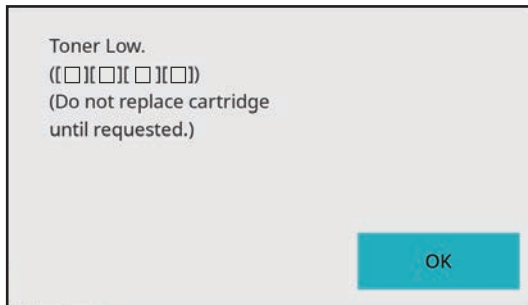 Toner Low.
([□][□][□][□])
(Do not replace cartridge
until requested.)
OK